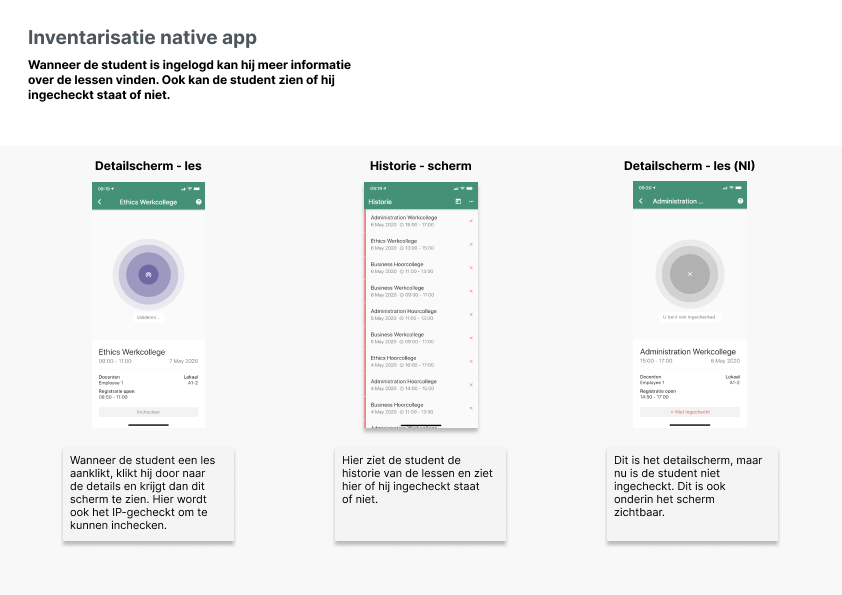 Inventarisatie native app
Wanneer de student is ingelogd kan hij meer informatie
over de lessen vinden. Ook kan de student zien of hij
ingecheckt staat of niet.
Detailscherm - les
09:19
Ethics Werkcollege
Valideren ..
Ethics Werkcollege
09:00 - 11:00 7 May 2020
Docenten Lokaal
Employee 1 A1-2
Registratie open
08:50 - 11:00
Inchecken
Wanneer de student een les
aanklikt, klikt hij door naar
de details en krijgt dan dit
scherm te zien. Hier wordt
ook het IP-gecheckt om te
kunnen inchecken.
Historie - scherm
09:19
Historie
Administration Werkcollege
6 May 2020 15:00 - 17:00
Ethics Werkcollege
6 May 2020 13:00 - 15:00
Business Hoorcollege
6 May 2020 11:00 - 13:00
Business Werkcollege
6 May 2020 09:00 - 11:00
Administration Hoorcollege
5 May 2020 11:00 - 13:00
Business Werkcollege
5 May 2020 09:00 - 11:00
Ethics Hoorcollege
4 May 2020 16:00 - 17:00
Administration Hoorcollege
4 May 2020 14:00 - 15:00
Business Hoorcollege
4 May 2020 11:00 - 13:00
Hier ziet de student de
historie van de lessen en ziet
hier of hij ingecheckt staat
of niet.
Detailscherm - les (NI)
09:20
Administration ...
U bent niet ingecheckt
Administration Werkcollege
15:00 - 17:00 6 May 2020
Docenten Lokaal
Employee 1 A1-2
Registratie open
14:50 - 17:00
× Niet ingecheckt
Dit is het detailscherm, maar
nu is de student niet
ingecheckt. Dit is ook
onderin het scherm
zichtbaar.